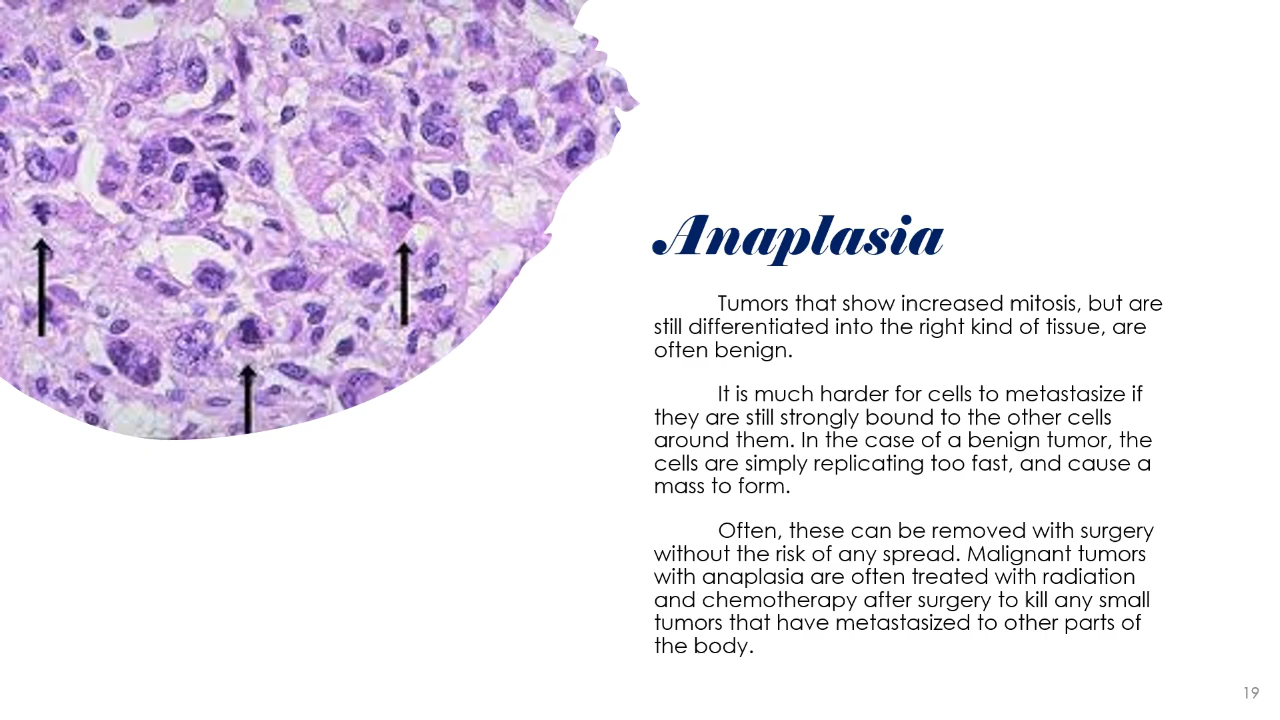 Anaplasia
Tumors that show increased mitosis, but are
still differentiated into the right kind of tissue, are
often benign.
It is much harder for cells to metastasize if
they are still strongly bound to the other cells
around them. In the case of a benign tumor, the
cells are simply replicating too fast, and cause a
mass to form.
Often, these can be removed with surgery
without the risk of any spread. Malignant tumors
with anaplasia are often treated with radiation
and chemotherapy after surgery to kill any small
tumors that have metastasized to other parts of
the body.
19